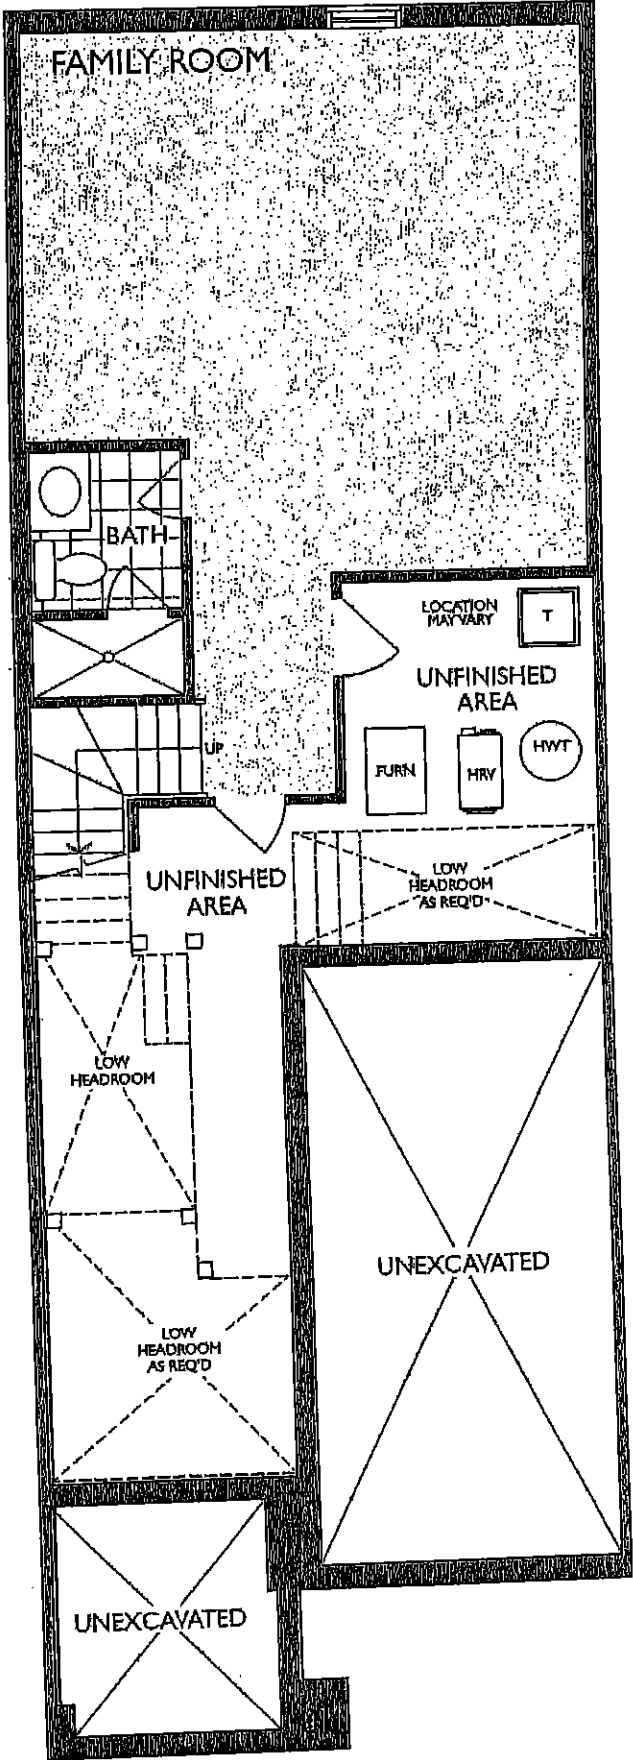 FAMILY ROOM
BATH
LOCATION
MAY VARY
T
UNFINISHED
AREA
UP
FURN
HRV
HWT
UNFINISHED
AREA
LOW
HEADROOM
AS REQ'D
LOW
HEADROOM
UNEXCAVATED
LOW
HEADROOM
AS REQ'D
UNEXCAVATED